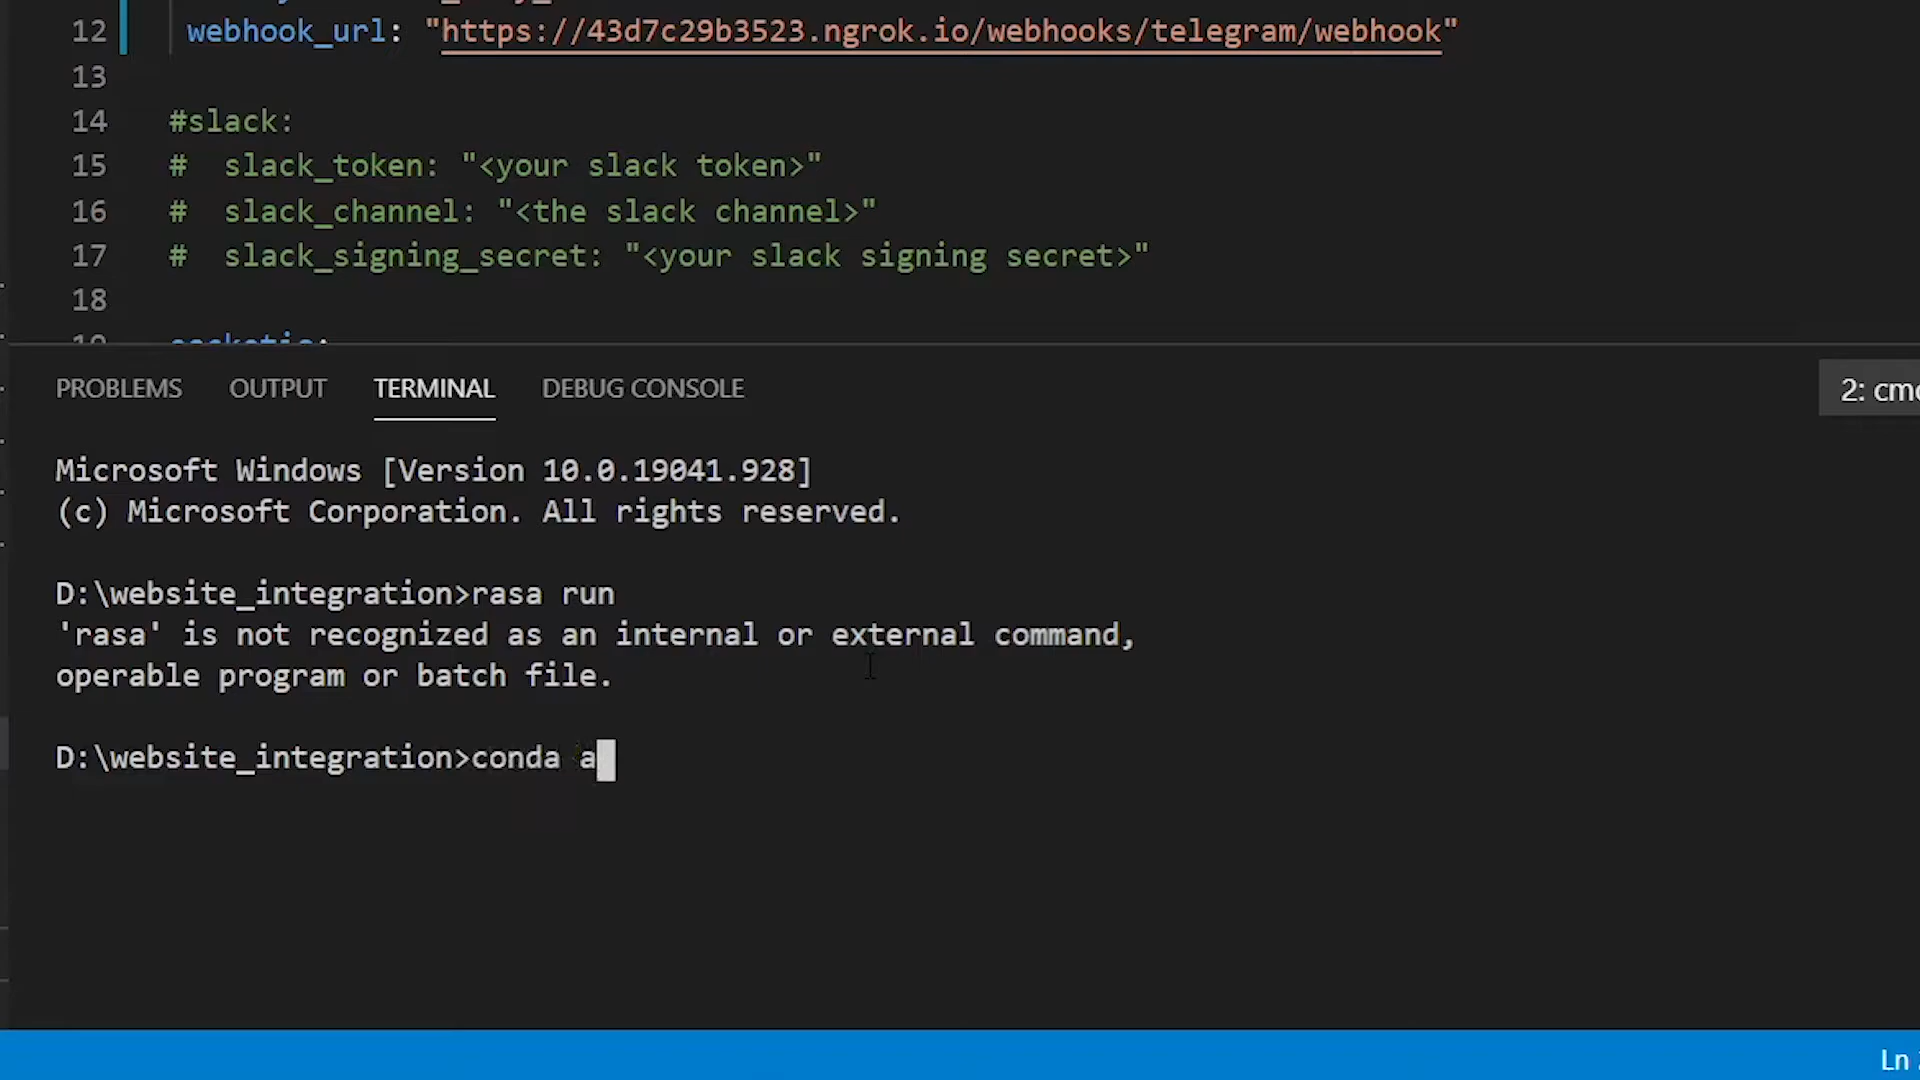 12 webhook_url: "https://43d7c29b3523.ngrok.io/webhooks/telegram/webhook"
13
14 #slack:
15 #  slack_token: "<your slack token>"
16 #  slack_channel: "<the slack channel>"
17 #  slack_signing_secret: "<your slack signing secret>"
18
PROBLEMS OUTPUT TERMINAL DEBUG CONSOLE 2:
Microsoft Windows [Version 10.0.19041.928]
(c) Microsoft Corporation. All rights reserved.
D:\website_integration>rasa run
'rasa' is not recognized as an internal or external command,
operable program or batch file.
D:\website_integration>conda a
Ln